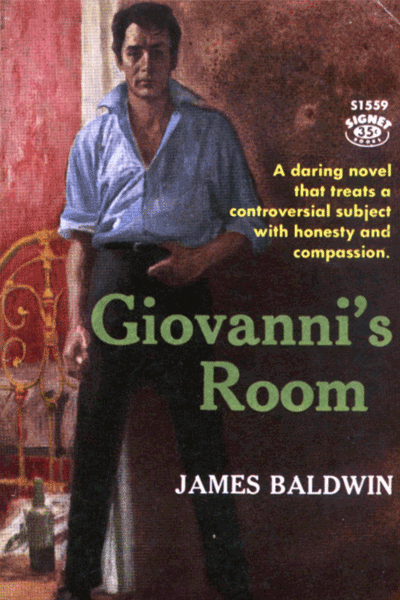 S1559
SIGNET
35¢
BOOKS
A daring novel
that treats a
controversial subject
with honesty and
compassion.
Giovanni's
Room
JAMES BALDWIN